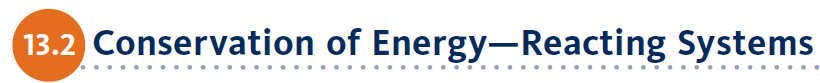 13.2 Conservation of Energy—Reacting Systems